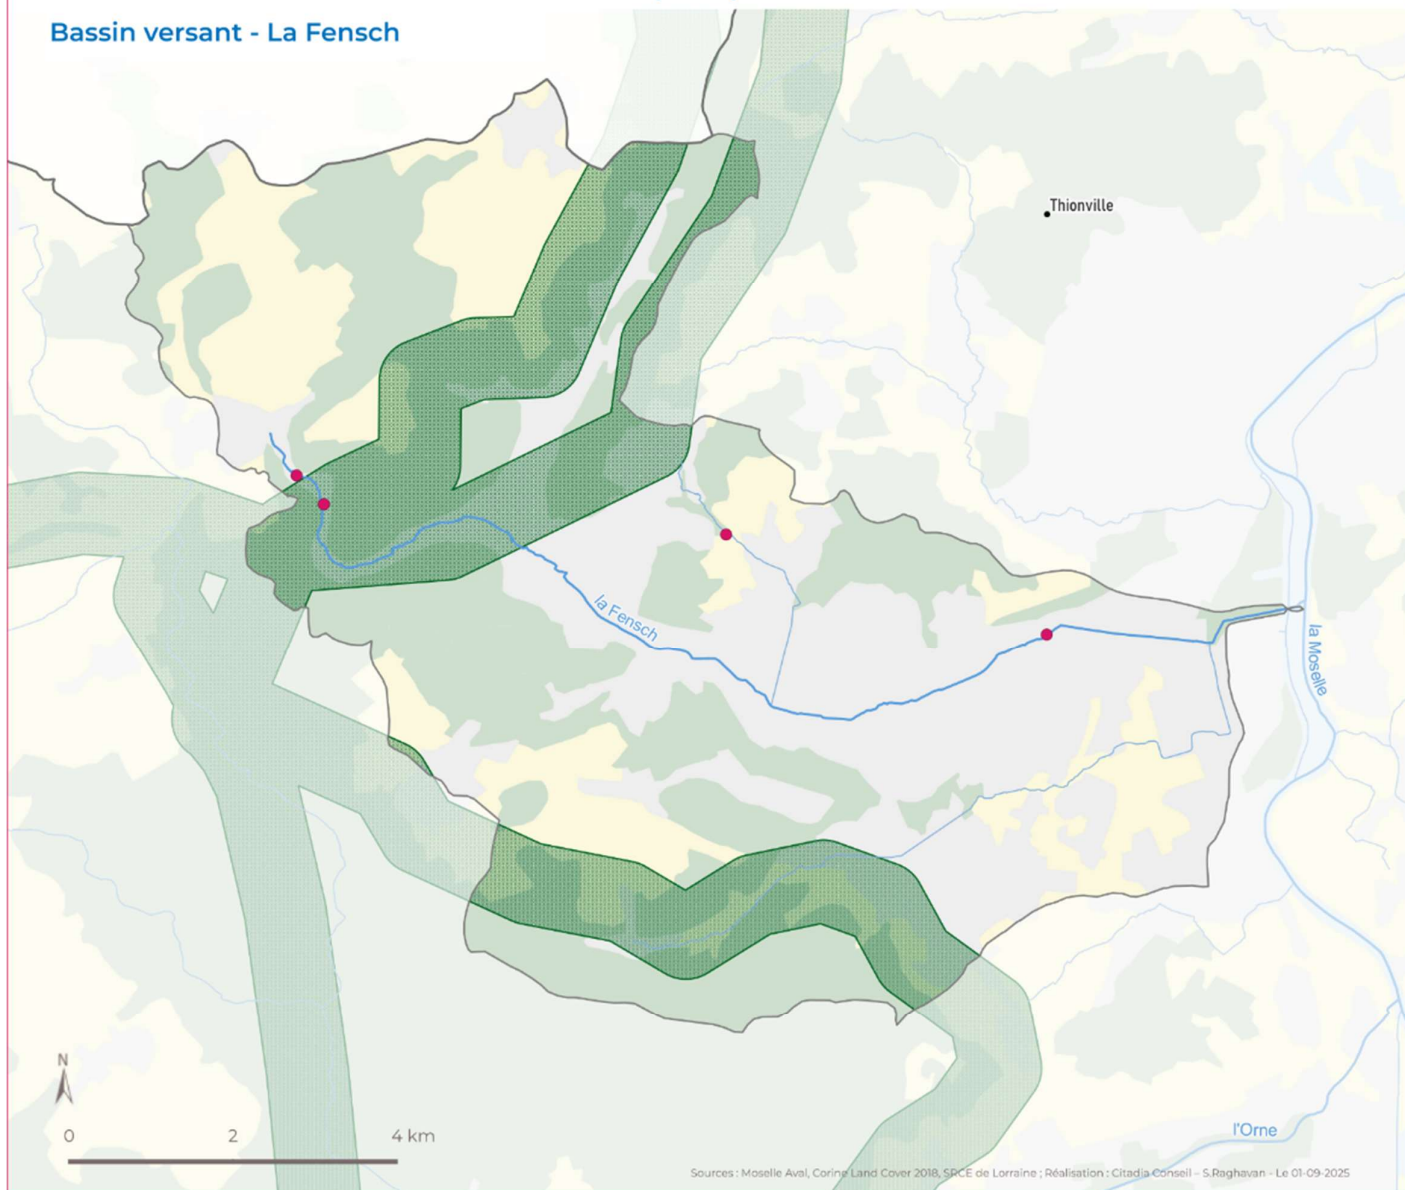 Bassin versant - La Fensch
Thionville
la Fensch
la Moselle
N
0 2 4 km
l'Orne
Sources : Moselle Aval, Corine Land Cover 2018, SRCE de Lorraine ; Réalisation : Citadia Conseil - S.Raghavan - Le 01-09-2025